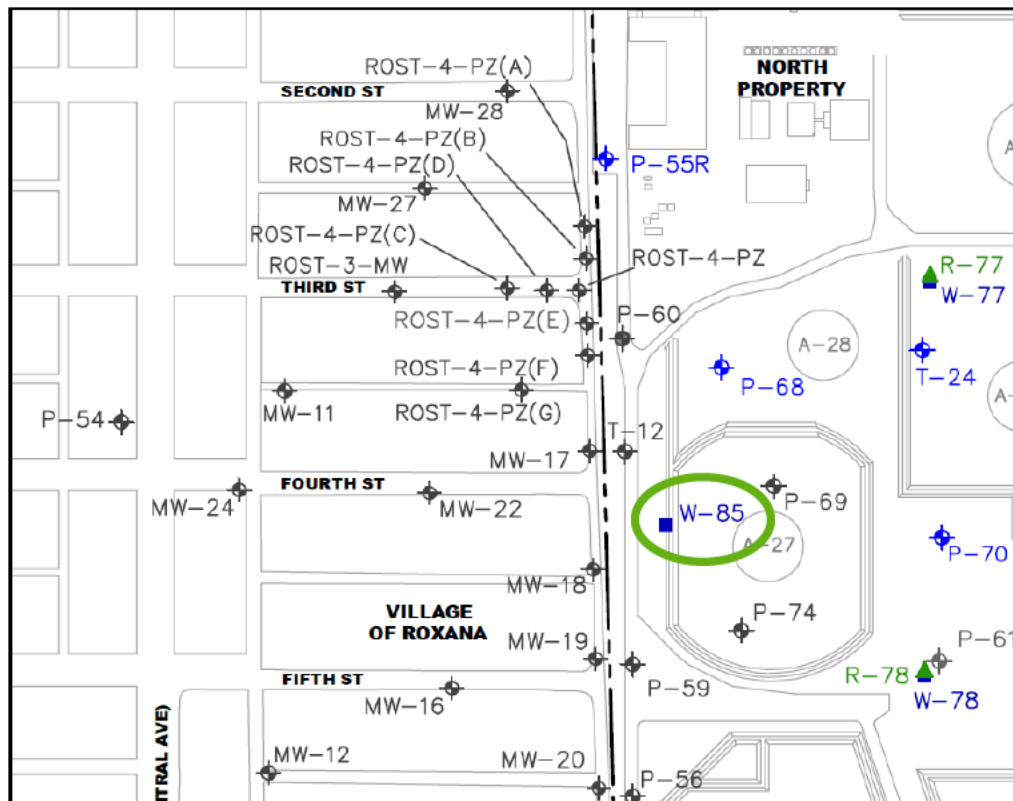 ROST-4-PZ(A)
SECOND ST
MW-28
NORTH
PROPERTY
ROST-4-PZ(B)
ROST-4-PZ(D)
P-55R
MW-27
ROST-4-PZ(C)
ROST-3-MW
THIRD ST
ROST-4-PZ
R-77
W-77
ROST-4-PZ(E)
P-60
A-28
T-24
ROST-4-PZ(F)
P-68
MW-11
ROST-4-PZ(G)
P-54
T-12
MW-17
FOURTH ST
MW-24
MW-22
W-85
P-69
A-27
P-70
MW-18
VILLAGE
OF ROXANA
P-74
MW-19
P-61
FIFTH ST
P-59
R-78
W-78
MW-16
MW-12
MW-20
P-56